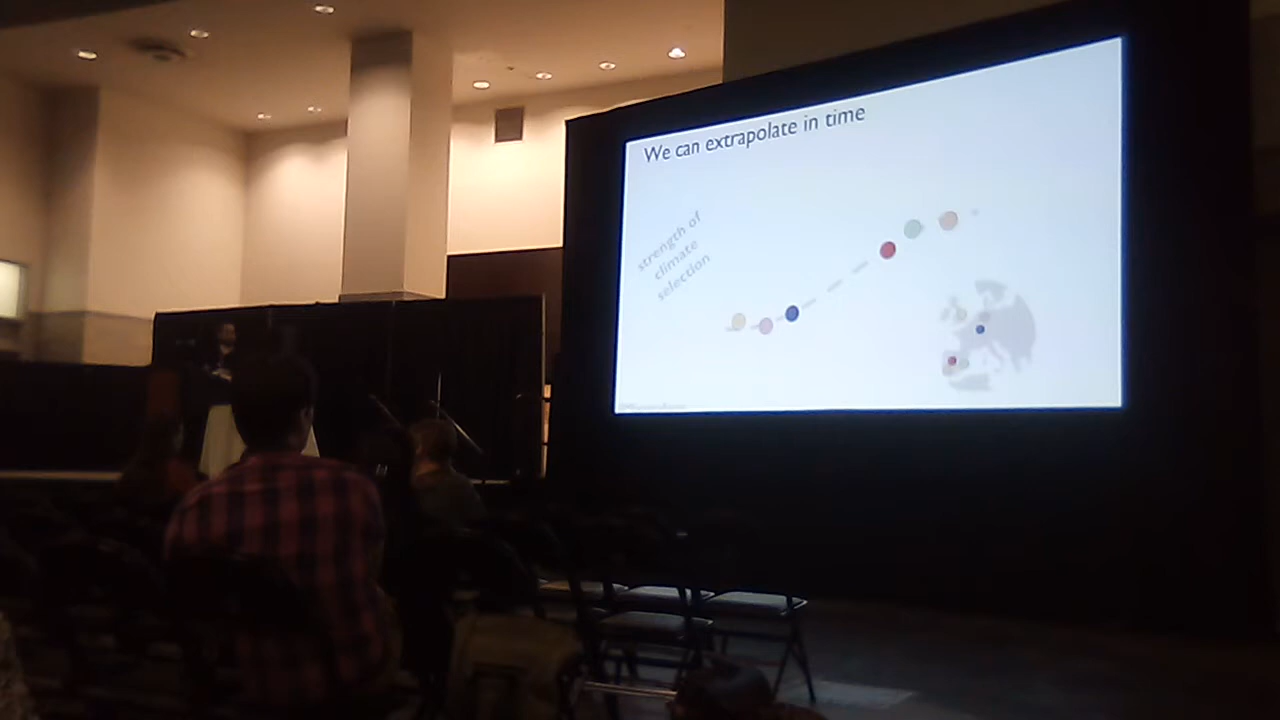 We can extrapolate in time
strength of
climate
selection